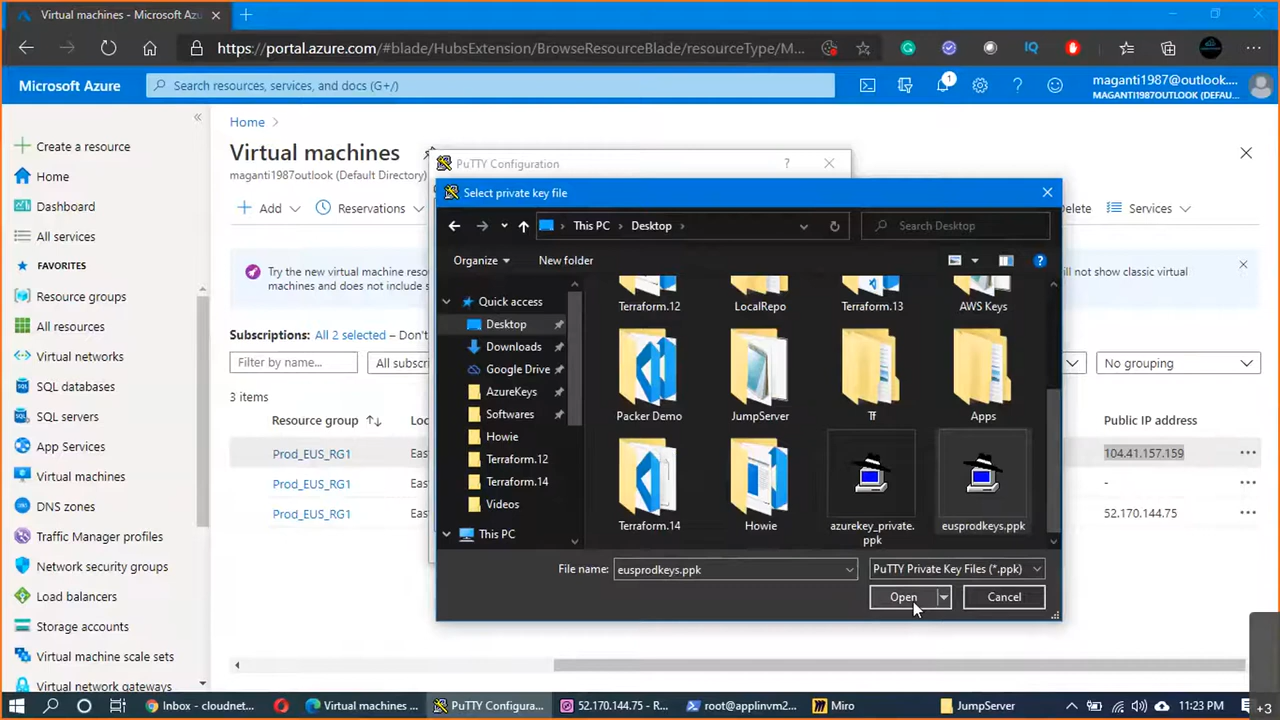 Virtual machines - Microsoft Azu
https://portal.azure.com/#blade/HubsExtension/BrowseResourceBlade/resourceType/M...
IQ
Microsoft Azure
Search resources, services, and docs (G+/)
1
maganti1987@outlook....
MAGANTI1987OUTLOOK (DEFAU...
Create a resource
Home
Dashboard
All services
FAVORITES
Resource groups
All resources
Virtual networks
SQL databases
SQL servers
App Services
Virtual machines
DNS zones
Traffic Manager profiles
Network security groups
Load balancers
Storage accounts
Virtual machine scale sets
Virtual network gateways
Home
Virtual machines
maganti1987outlook (Default Directory)
Add
Reservations
Delete
Services
Try the new virtual machine resou
machines and does not include s
ill not show classic virtual
Subscriptions: All 2 selected – Don't
Filter by name...
All subscri
No grouping
3 items
Resource group
Loc
Public IP address
Prod_EUS_RG1
East
104.41.157.159
Prod_EUS_RG1
East
-
Prod_EUS_RG1
East
52.170.144.75
PuTTY Configuration
?
Select private key file
This PC
Desktop
Search Desktop
Organize
New folder
Quick access
Desktop
Downloads
Google Drive
AzureKeys
Softwares
Howie
Terraform.12
Terraform.14
Videos
This PC
Terraform.12
LocalRepo
Terraform.13
AWS Keys
Packer Demo
JumpServer
Tf
Apps
Terraform.14
Howie
azurekey_private.
ppk
eusprodkeys.ppk
File name:
eusprodkeys.ppk
PuTTY Private Key Files (*.ppk)
Open
Cancel
Inbox - cloudnet...
Virtual machines ...
PuTTY Configura...
52.170.144.75 - R...
root@applinvm2...
Miro
JumpServer
11:23 PM
+3